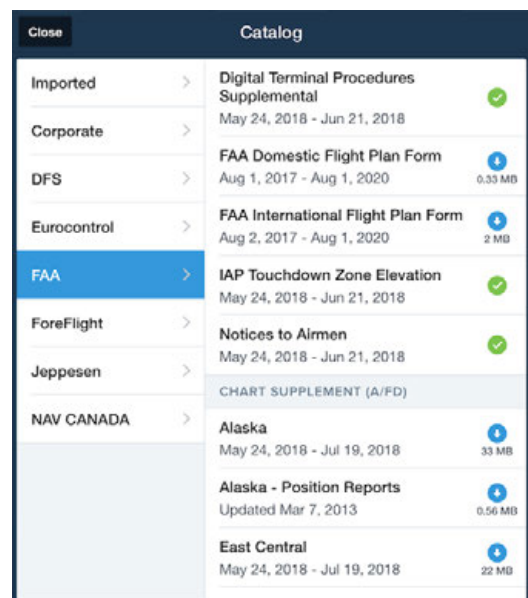 Close
Catalog
Imported
Corporate
DFS
Eurocontrol
FAA
ForeFlight
Jeppesen
NAV CANADA
Digital Terminal Procedures
Supplemental
May 24, 2018 - Jun 21, 2018
FAA Domestic Flight Plan Form
Aug 1, 2017 - Aug 1, 2020
0.33 MB
FAA International Flight Plan Form
Aug 2, 2017 - Aug 1, 2020
2 MB
IAP Touchdown Zone Elevation
May 24, 2018 - Jun 21, 2018
Notices to Airmen
May 24, 2018 - Jun 21, 2018
CHART SUPPLEMENT (A/FD)
Alaska
May 24, 2018 - Jul 19, 2018
33 MB
Alaska - Position Reports
Updated Mar 7, 2013
0.56 MB
East Central
May 24, 2018 - Jul 19, 2018
22 MB